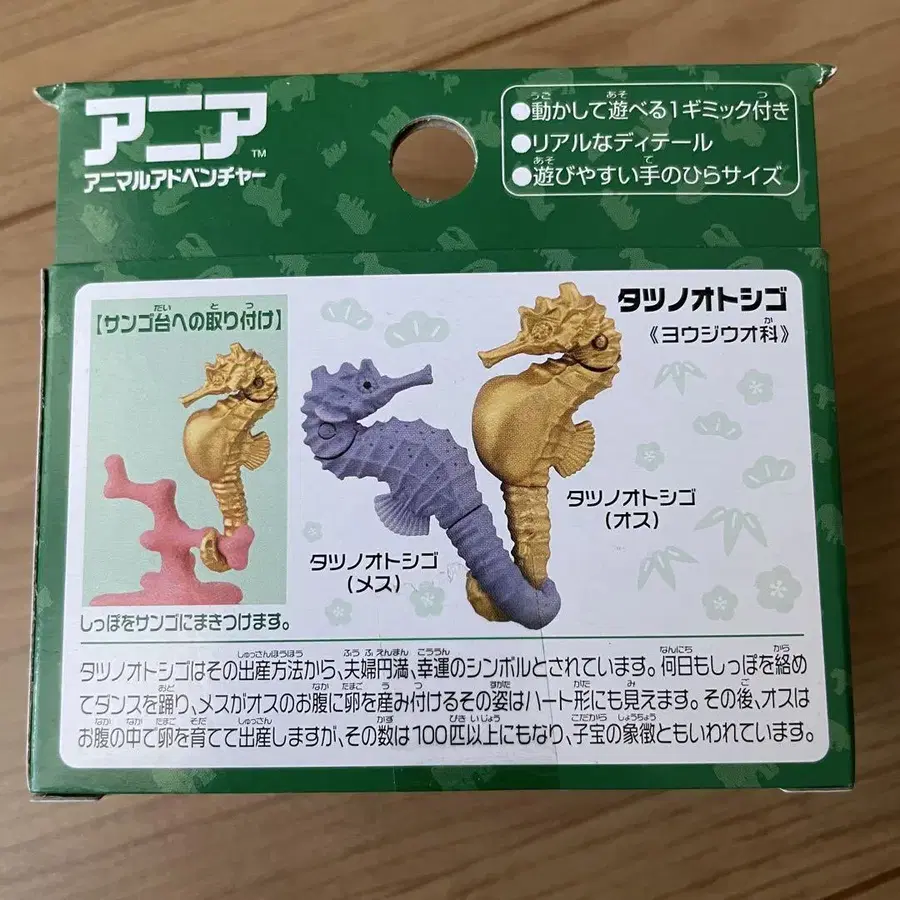 アニア™
アニマルアドベンチャー
●動かして遊べる1ギミック付き
●リアルなディテール
●遊びやすい手のひらサイズ
【サンゴ台への取り付け】
しっぽをサンゴにまきつけます。
タツノオトシゴ
《ヨウジウオ科》
タツノオトシゴ
(オス)
タツノオトシゴ
(メス)
タツノオトシゴはその出産方法から、夫婦円満、幸運のシンボルとされています。何日もしっぽを絡め
てダンスを踊り、メスがオスのお腹に卵を産み付けるその姿はハート形にも見えます。その後、オスは
お腹の中で卵を育てて出産しますが、その数は100匹以上にもなり、子宝の象徴ともいわれています。